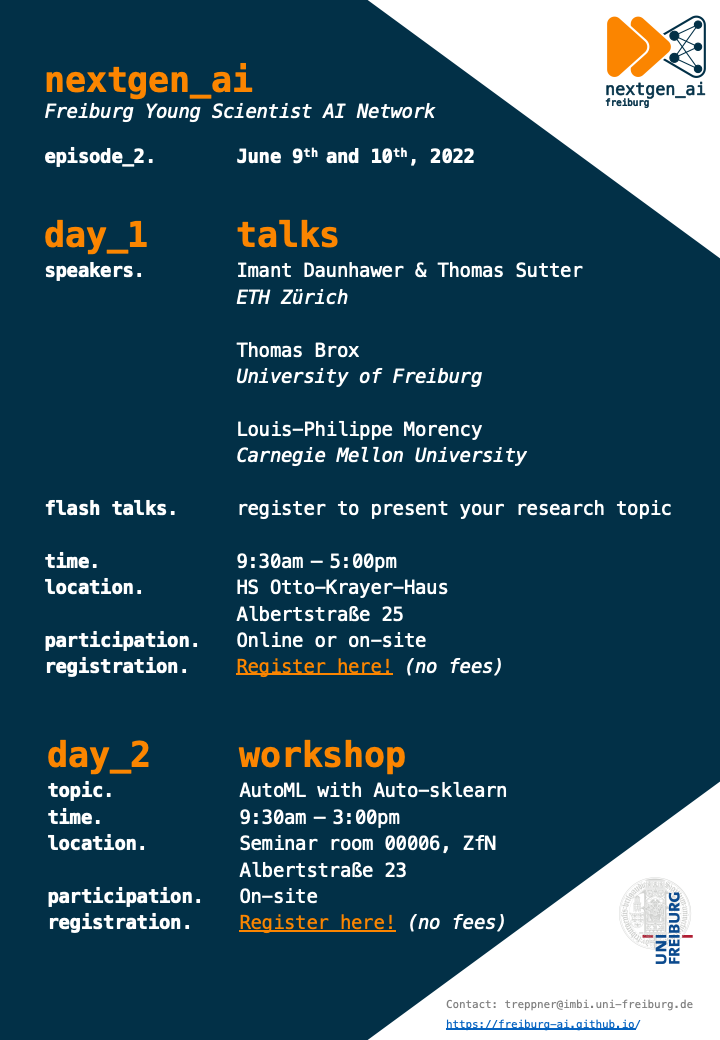 nextgen_ai
freiburg
nextgen_ai
Freiburg Young Scientist AI Network
episode_2. June 9th and 10th, 2022
day_1 talks
speakers. Imant Daunhawer & Thomas Sutter
ETH Zürich
Thomas Brox
University of Freiburg
Louis-Philippe Morency
Carnegie Mellon University
flash talks. register to present your research topic
time. 9:30am – 5:00pm
location. HS Otto-Krayer-Haus
Albertstraße 25
participation. Online or on-site
registration. Register here! (no fees)
day_2 workshop
topic. AutoML with Auto-sklearn
time. 9:30am – 3:00pm
location. Seminar room 00006, ZfN
Albertstraße 23
participation. On-site
registration. Register here! (no fees)
UNI
FREIBURG
Contact: treppner@imbi.uni-freiburg.de
https://freiburg-ai.github.io/